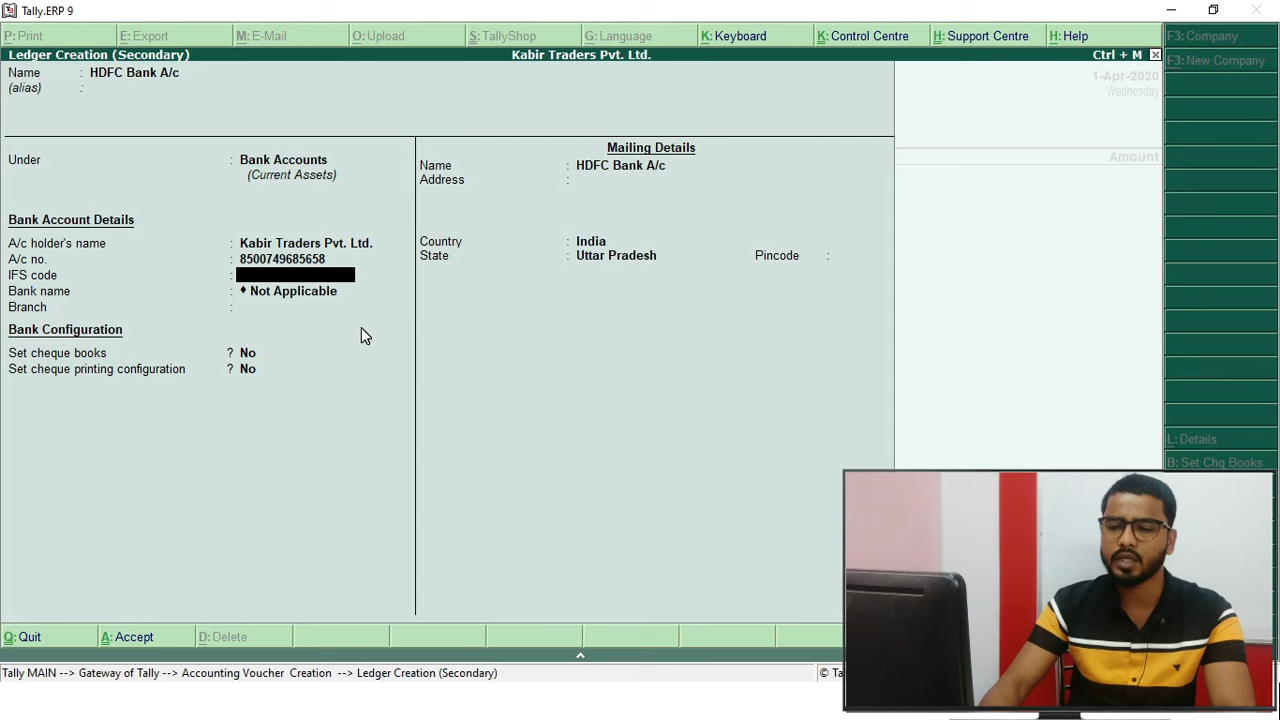 Tally.ERP 9
P: Print E: Export M: E-Mail O: Upload S: TallyShop G: Language K: Keyboard K: Control Centre H: Support Centre H: Help F3: Company
Ledger Creation (Secondary) Kabir Traders Pvt. Ltd. Ctrl + M F3: New Company
Name : HDFC Bank A/c
(alias) :
1-Apr-2020
Wednesday
Amount
Under : Bank Accounts
(Current Assets)
Bank Account Details
A/c holder's name : Kabir Traders Pvt. Ltd.
A/c no. : 8500749685658
IFS code :
Bank name : ♦ Not Applicable
Branch :
Bank Configuration
Set cheque books ? No
Set cheque printing configuration ? No
Mailing Details
Name : HDFC Bank A/c
Address :
Country : India
State : Uttar Pradesh Pincode :
L: Details
B: Set Chq Books
Q: Quit A: Accept D: Delete
Tally MAIN --> Gateway of Tally --> Accounting Voucher Creation --> Ledger Creation (Secondary) © Ta